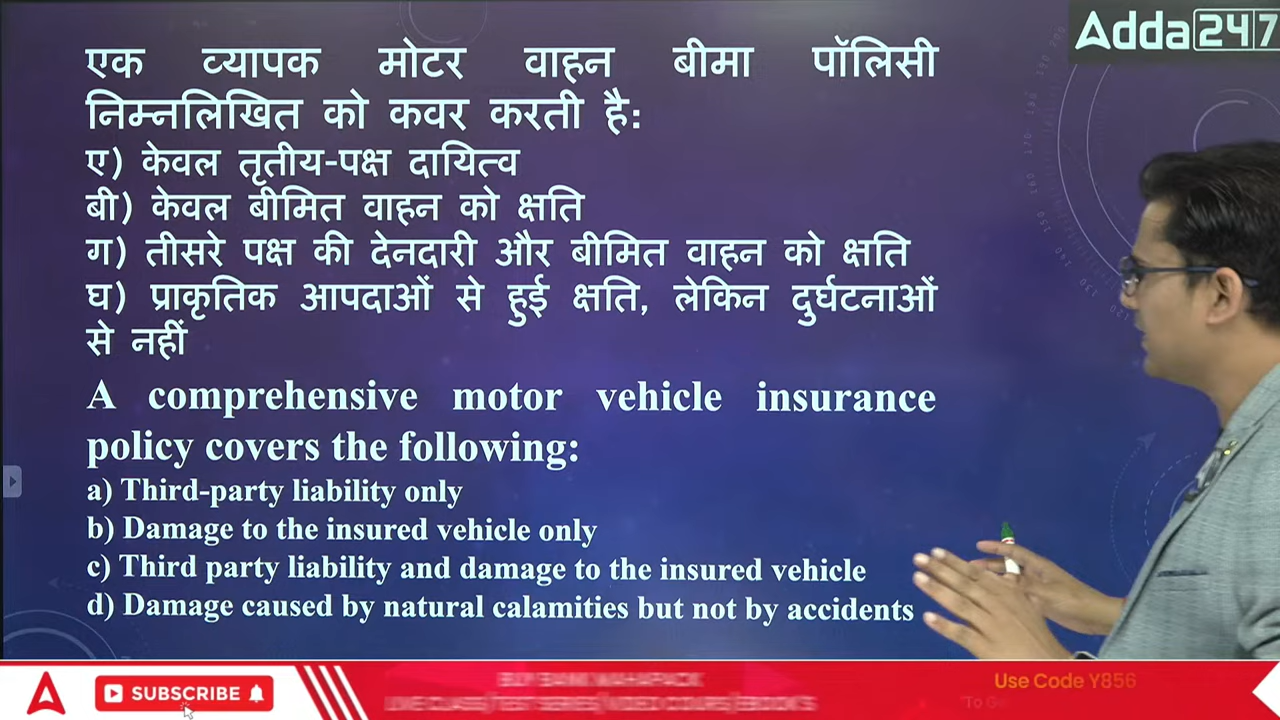 Adda247
एक व्यापक मोटर वाहन बीमा पॉलिसी
निम्नलिखित को कवर करती है:
ए) केवल तृतीय-पक्ष दायित्व
बी) केवल बीमित वाहन को क्षति
ग) तीसरे पक्ष की देनदारी और बीमित वाहन को क्षति
घ) प्राकृतिक आपदाओं से हुई क्षति, लेकिन दुर्घटनाओं
से नहीं
A comprehensive motor vehicle insurance
policy covers the following:
a) Third-party liability only
b) Damage to the insured vehicle only
c) Third party liability and damage to the insured vehicle
d) Damage caused by natural calamities but not by accidents
SUBSCRIBE
Use Code Y856